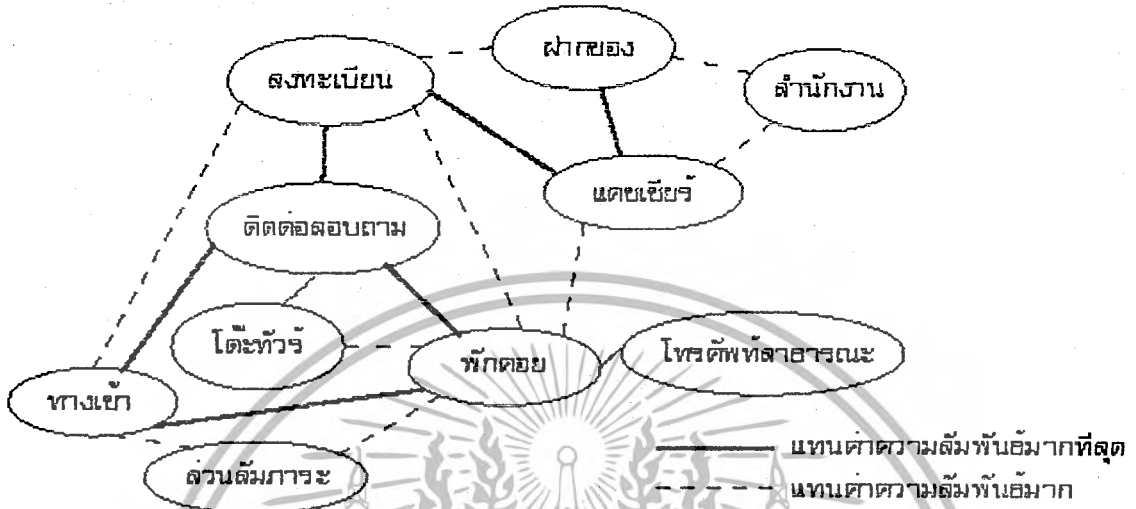 ฝากของ
ลงทะเบียน
สำนักงาน
แคชเชียร์
ติดต่อสอบถาม
โต๊ะทัวร์
พักคอย
โทรศัพท์สาธารณะ
ทางเข้า
ส่วนสัมภาระ
แทนค่าความสัมพันธ์มากที่สุด
แทนค่าความสัมพันธ์มาก